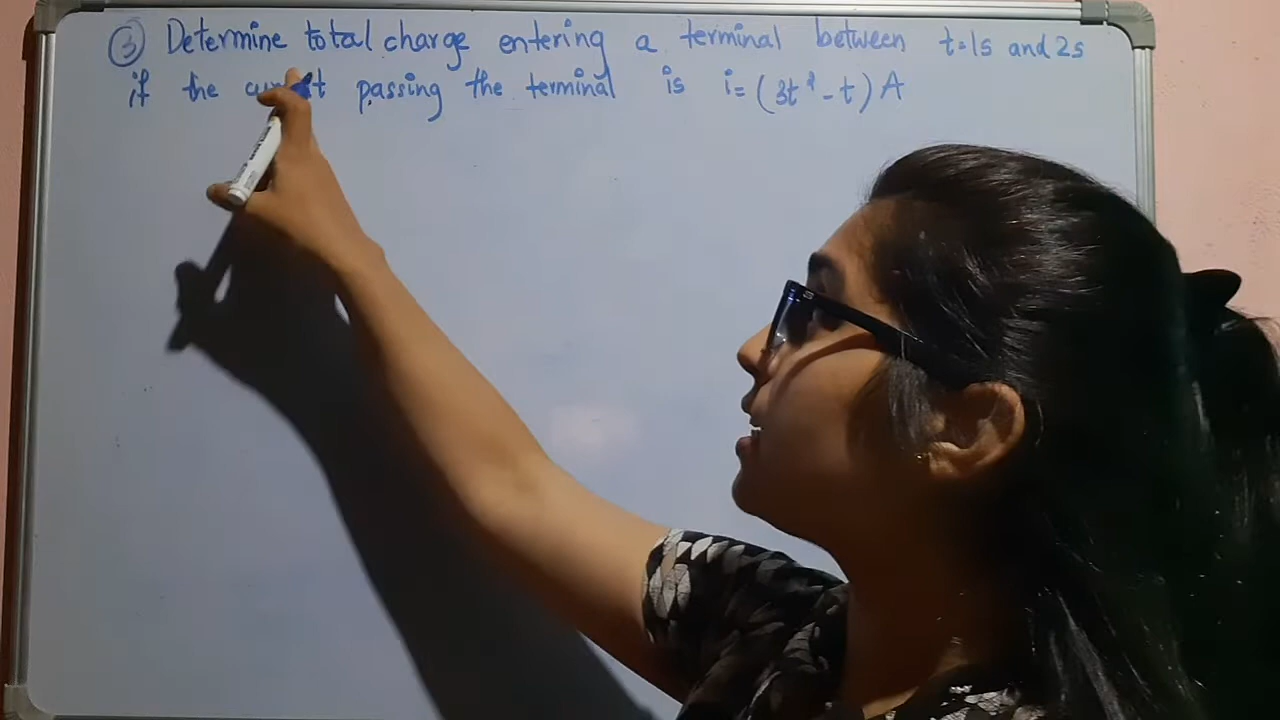 ③ Determine total charge entering a terminal between t=1s and 2s
if the current passing the terminal is i=(3t²-t)A